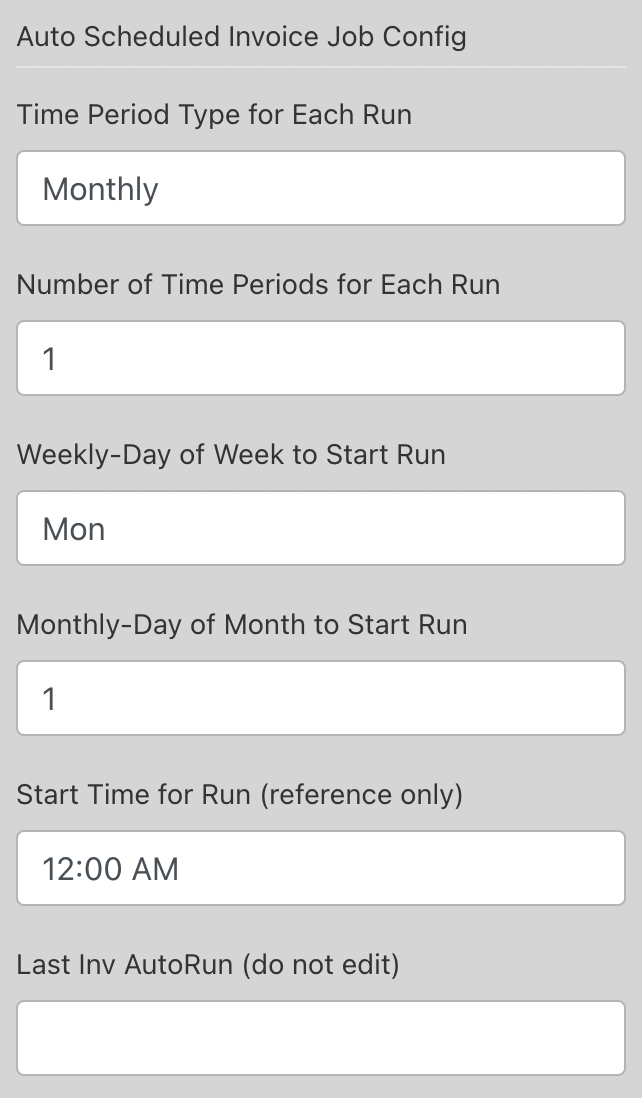 Auto Scheduled Invoice Job Config
Time Period Type for Each Run
Monthly
Number of Time Periods for Each Run
1
Weekly-Day of Week to Start Run
Mon
Monthly-Day of Month to Start Run
1
Start Time for Run (reference only)
12:00 AM
Last Inv AutoRun (do not edit)